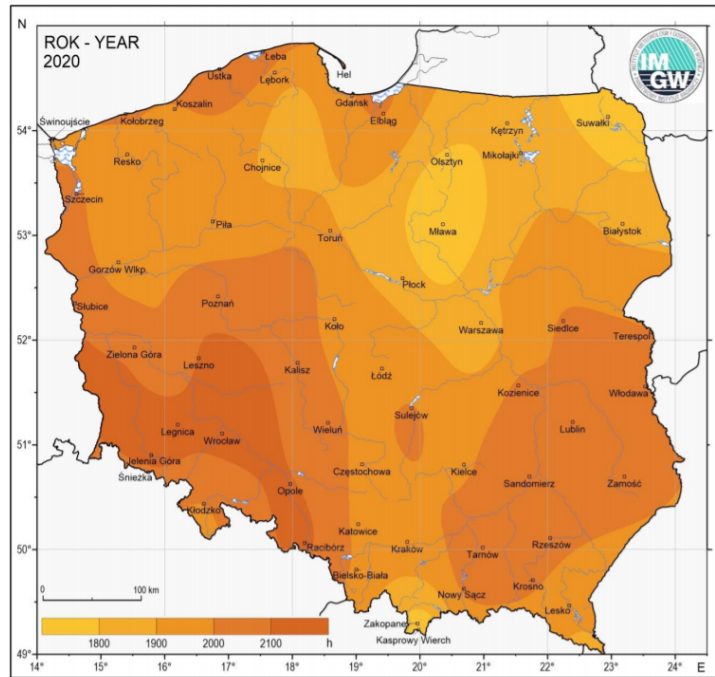 N
ROK - YEAR
2020
IMGW
Łeba
Ustka
Lębork
Hel
Koszalin
Gdańsk
Świnoujście
Kołobrzeg
Elbląg
Kętrzyn
Suwałki
54°
Resko
Chojnice
Olsztyn
Mikołajki
Szczecin
Piła
Toruń
Mława
Białystok
53°
Gorzów Wlkp.
Płock
Słubice
Poznań
Koło
Warszawa
Siedlce
Terespol
52°
Zielona Góra
Leszno
Kalisz
Łódź
Kozienice
Włodawa
Sulejów
Legnica
Wrocław
Wieluń
Lublin
51°
Jelenia Góra
Śnieżka
Opole
Częstochowa
Kielce
Sandomierz
Zamość
Kłodzko
Katowice
Kraków
Rzeszów
50°
Racibórz
Tarnów
Bielsko-Biała
Nowy Sącz
Krosno
Lesko
0
100 km
Zakopane
Kasprowy Wierch
1800
1900
2000
2100
h
49°
14°
15°
16°
17°
18°
19°
20°
21°
22°
23°
24°
E